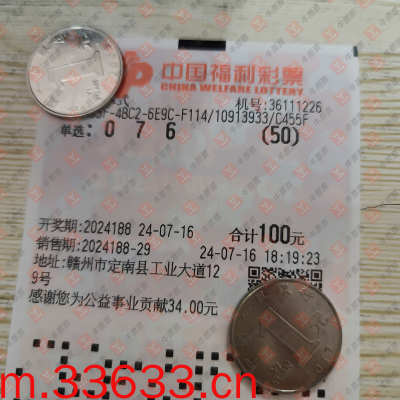 中国福利彩票
CHINA WELFARE LOTTERY
式 机号:36111226
F-4BC2-6E9C-F114/10913933/C455F
单选: 0 7 6 (50)
开奖期:2024188 24-07-16 合计100元
销售期:2024188-29 24-07-16 18:19:23
地址:赣州市定南县工业大道12
9号
感谢您为公益事业贡献34.00元
m.33633.cn